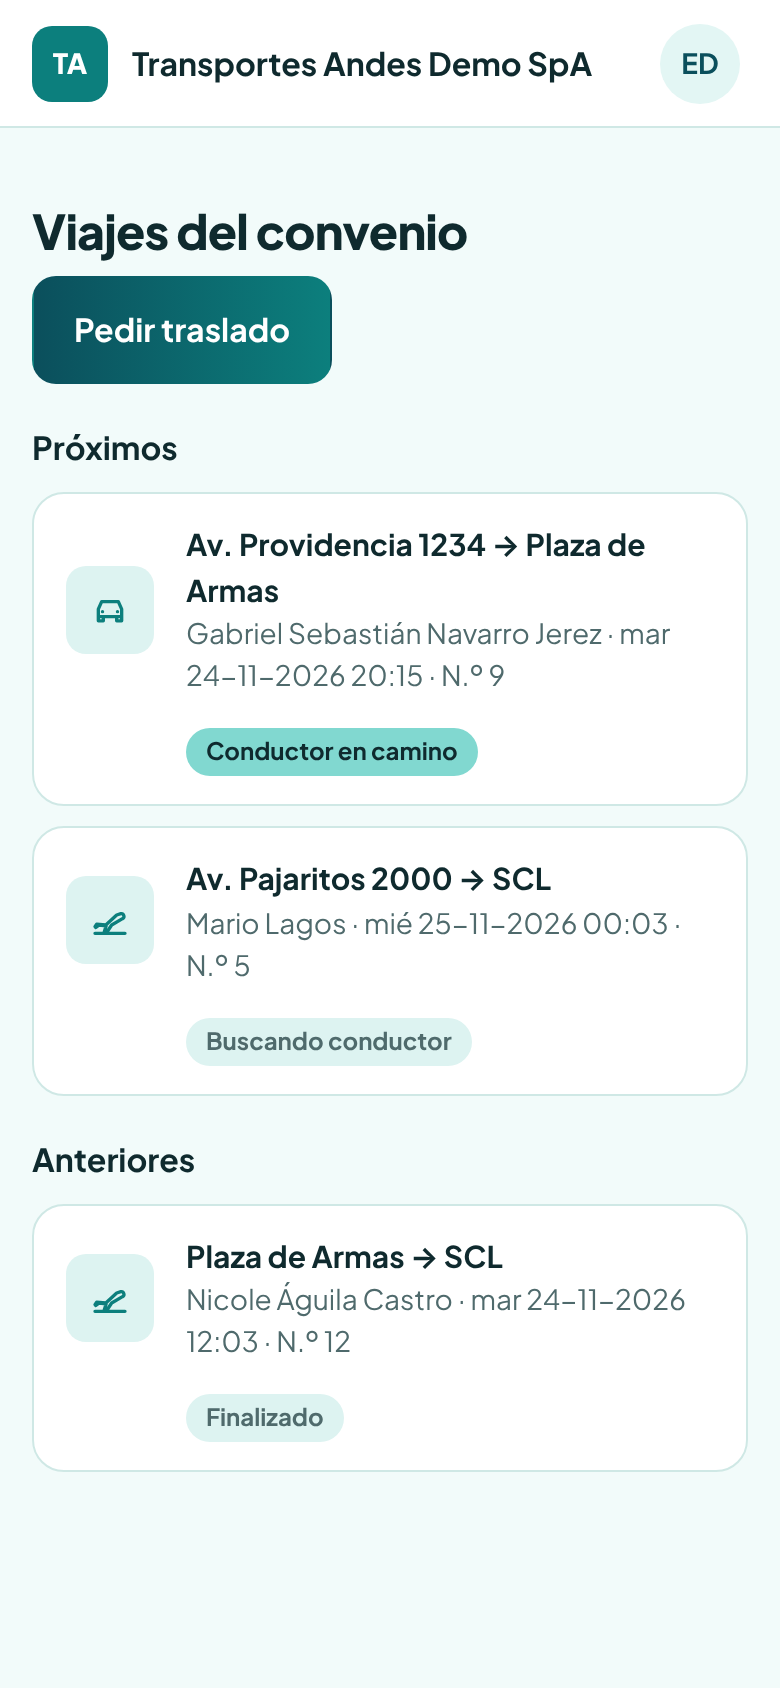 TA
Transportes Andes Demo SpA
ED
Viajes del convenio
Pedir traslado
Próximos
Av. Providencia 1234 → Plaza de
Armas
Gabriel Sebastián Navarro Jerez · mar
24-11-2026 20:15 · N.º 9
Conductor en camino
Av. Pajaritos 2000 → SCL
Mario Lagos · mié 25-11-2026 00:03 ·
N.º 5
Buscando conductor
Anteriores
Plaza de Armas → SCL
Nicole Águila Castro · mar 24-11-2026
12:03 · N.º 12
Finalizado